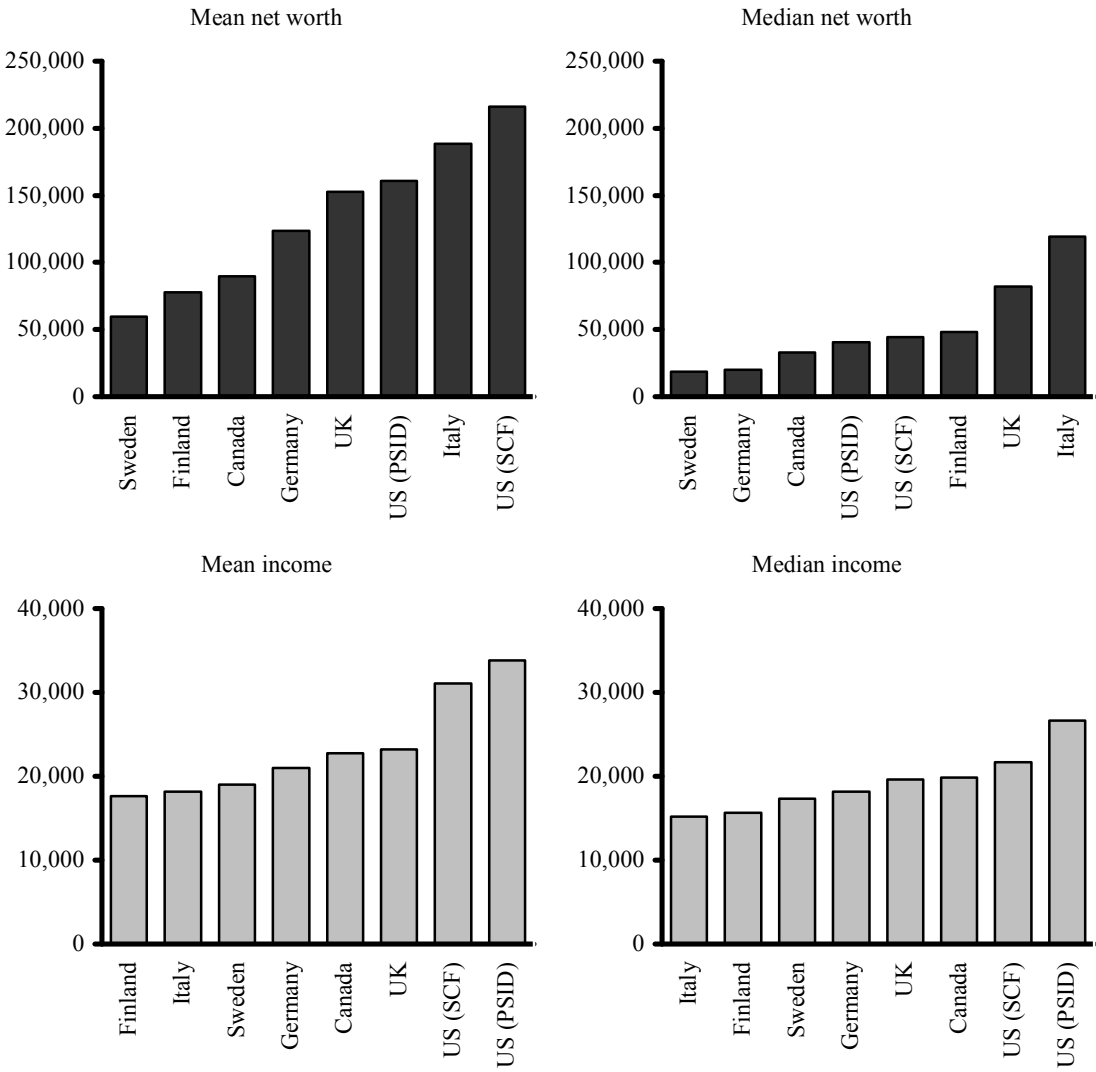 Mean net worth
250,000
200,000
150,000
100,000
50,000
0
Sweden
Finland
Canada
Germany
UK
US (PSID)
Italy
US (SCF)
Median net worth
250,000
200,000
150,000
100,000
50,000
0
Sweden
Germany
Canada
US (PSID)
US (SCF)
Finland
UK
Italy
Mean income
40,000
30,000
20,000
10,000
0
Finland
Italy
Sweden
Germany
Canada
UK
US (SCF)
US (PSID)
Median income
40,000
30,000
20,000
10,000
0
Italy
Finland
Sweden
Germany
UK
Canada
US (SCF)
US (PSID)